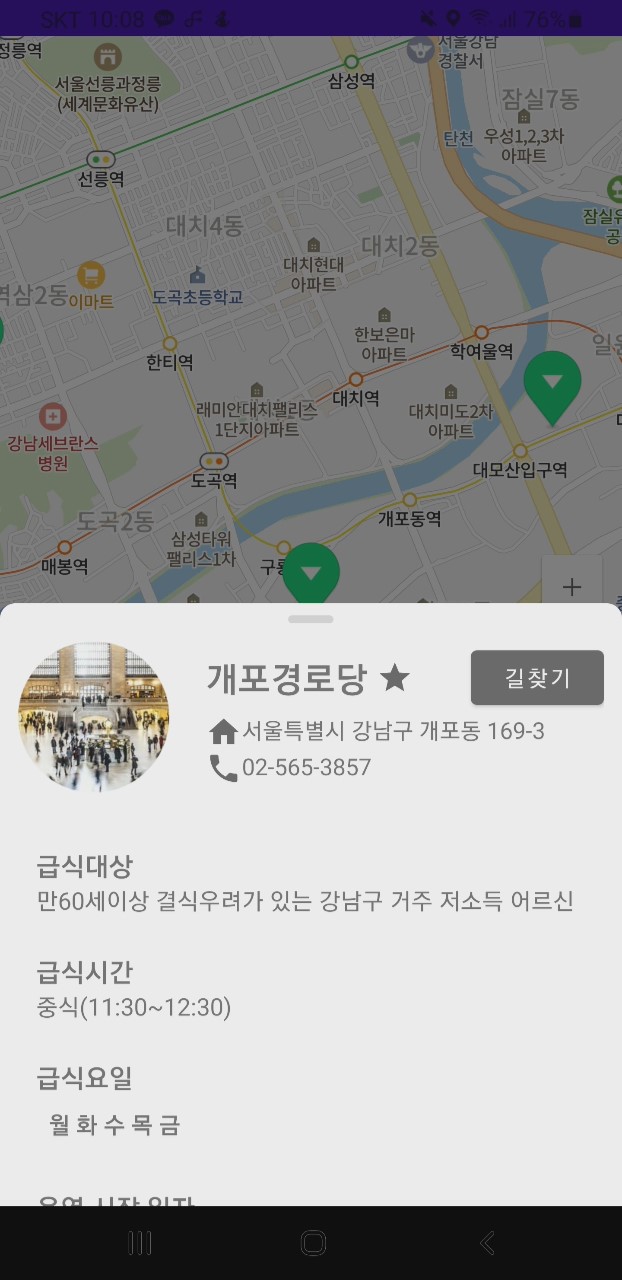 SKT 10:08
76%
정릉역
서울선릉과정릉
(세계문화유산)
삼성역
서울강남
경찰서
잠실7동
탄천
우성1,2,3차
아파트
선릉역
대치4동
대치2동
대치현대
아파트
역삼2동
이마트
도곡초등학교
한보은마
아파트
한티역
학여울역
래미안대치팰리스
1단지아파트
대치역
대치미도2차
아파트
강남세브란스
병원
도곡역
대모산입구역
도곡2동
개포동역
삼성타워
팰리스1차
매봉역
+
개포경로당
길찾기
서울특별시 강남구 개포동 169-3
02-565-3857
급식대상
만60세이상 결식우려가 있는 강남구 거주 저소득 어르신
급식시간
중식(11:30~12:30)
급식요일
월 화 수 목 금